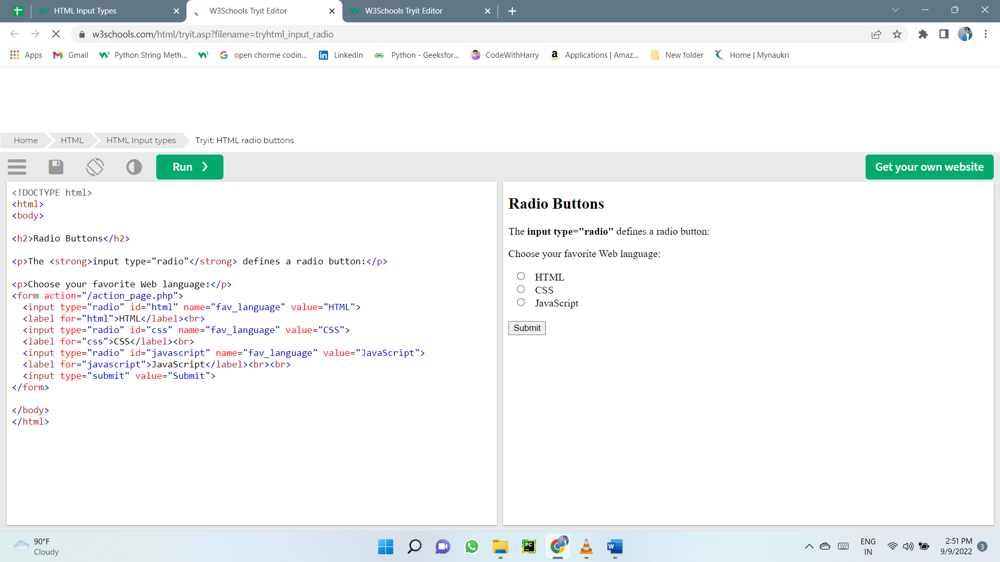 HTML Input Types
W3Schools Tryit Editor
W3Schools Tryit Editor
w3schools.com/html/tryit.asp?filename=tryhtml_input_radio
Apps
Gmail
Python String Meth...
open chorme codin...
LinkedIn
Python - Geeksfor...
CodeWithHarry
Applications | Amaz...
New folder
Home | Mynaukri
Home
HTML
HTML Input types
Tryit: HTML radio buttons
Run ❯
Get your own website
<!DOCTYPE html>
<html>
<body>
<h2>Radio Buttons</h2>
<p>The <strong>input type="radio"</strong> defines a radio button:</p>
<p>Choose your favorite Web language:</p>
<form action="/action_page.php">
  <input type="radio" id="html" name="fav_language" value="HTML">
  <label for="html">HTML</label><br>
  <input type="radio" id="css" name="fav_language" value="CSS">
  <label for="css">CSS</label><br>
  <input type="radio" id="javascript" name="fav_language" value="JavaScript">
  <label for="javascript">JavaScript</label><br><br>
  <input type="submit" value="Submit">
</form>
</body>
</html>
Radio Buttons
The input type="radio" defines a radio button:
Choose your favorite Web language:
HTML
CSS
JavaScript
Submit
90°F
Cloudy
PC
W
ENG
IN
2:51 PM
9/9/2022
3